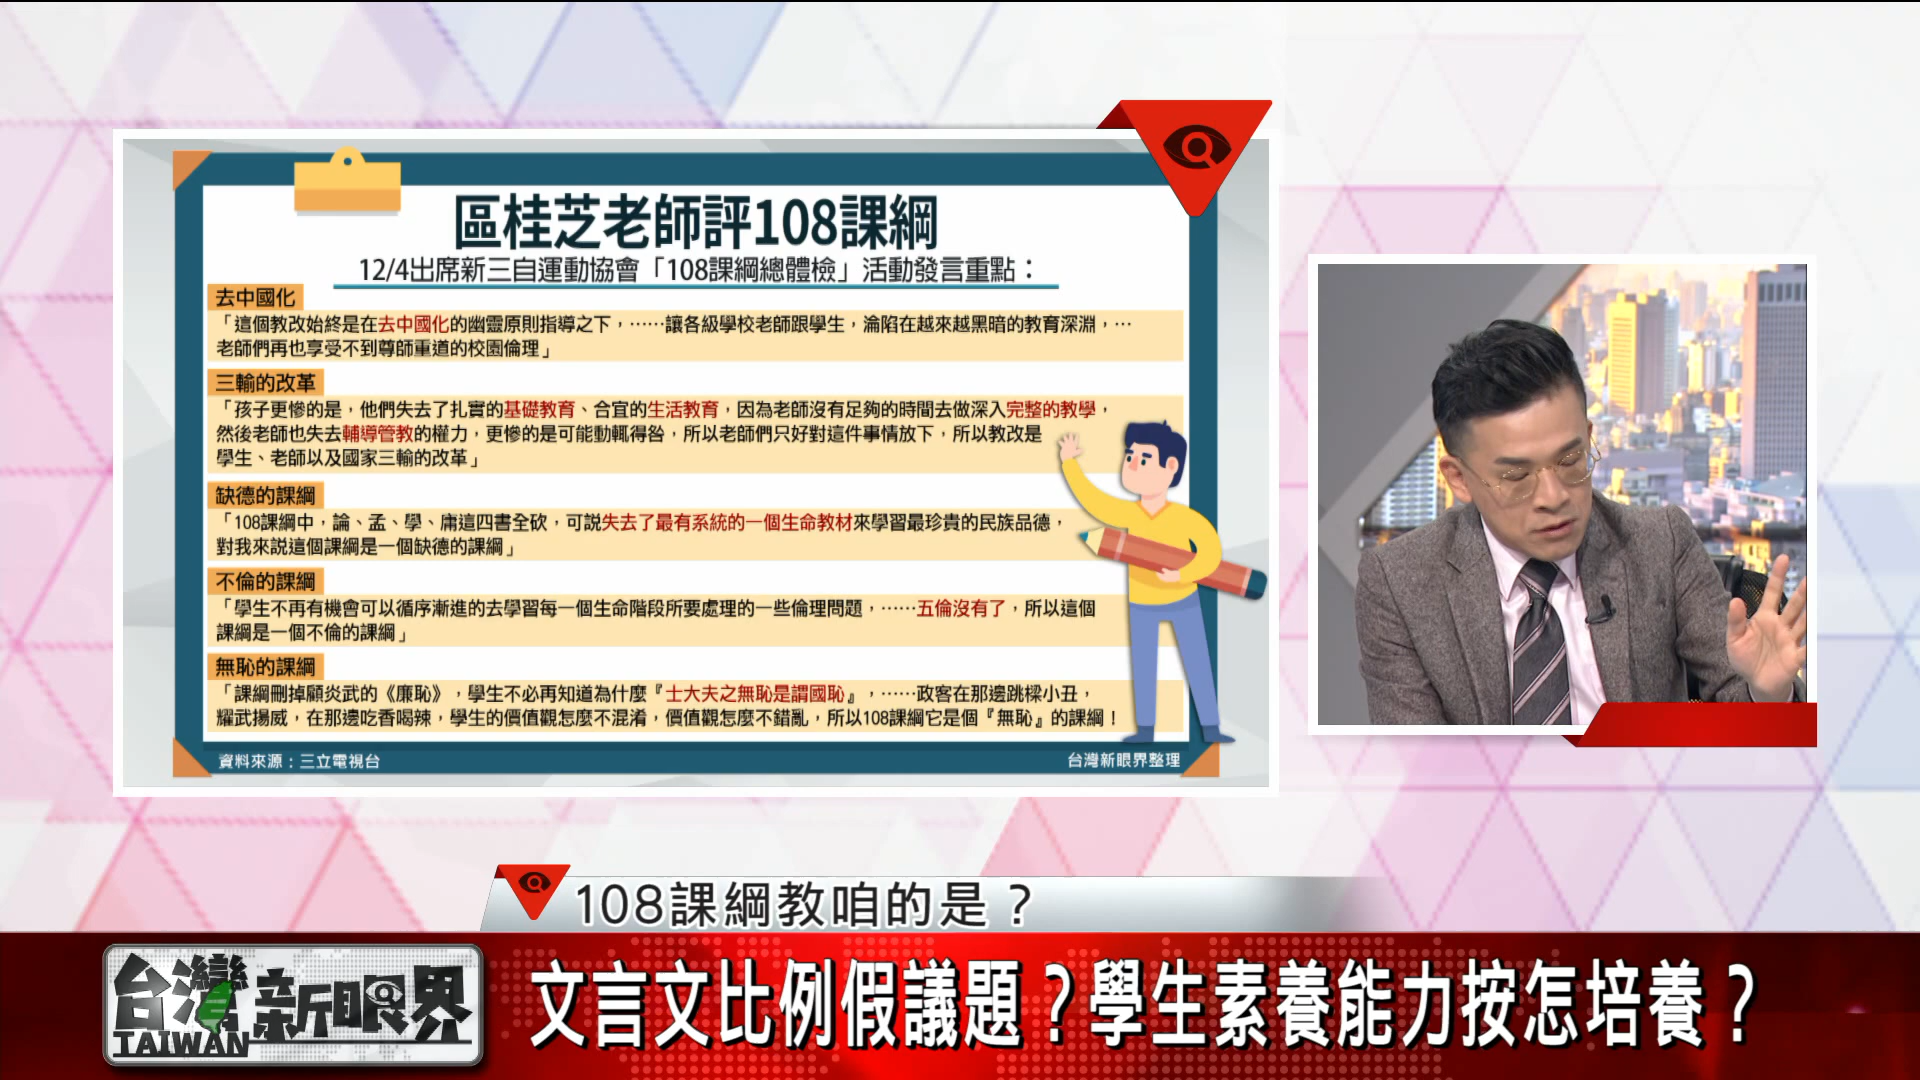 區桂芝老師評108課綱
12/4出席新三自運動協會「108課綱總體檢」活動發言重點：
去中國化
「這個教改始終是在去中國化的幽靈原則指導之下，……讓各級學校老師跟學生，淪陷在越來越黑暗的教育深淵，…
老師們再也享受不到尊師重道的校園倫理」
三輸的改革
「孩子更慘的是，他們失去了扎實的基礎教育、合宜的生活教育，因為老師沒有足夠的時間去做深入完整的教學，
然後老師也失去輔導管教的權力，更慘的是可能動輒得咎，所以老師們只好對這件事情放下，所以教改是
學生、老師以及國家三輸的改革」
缺德的課綱
「108課綱中，論、孟、學、庸這四書全砍，可説失去了最有系統的一個生命教材來學習最珍貴的民族品德，
對我來説這個課綱是一個缺德的課綱」
不倫的課綱
「學生不再有機會可以循序漸進的去學習每一個生命階段所要處理的一些倫理問題，……五倫沒有了，所以這個
課綱是一個不倫的課綱」
無恥的課綱
「課綱刪掉顧炎武的《廉恥》，學生不必再知道為什麼『士大夫之無恥是謂國恥』，……政客在那邊跳樑小丑，
耀武揚威，在那邊吃香喝辣，學生的價值觀怎麼不混淆，價值觀怎麼不錯亂，所以108課綱它是個『無恥』的課綱！
資料來源：三立電視台
台灣新眼界整理
108課綱教咱的是？
台灣新眼界
TAIWAN
文言文比例假議題？學生素養能力按怎培養？